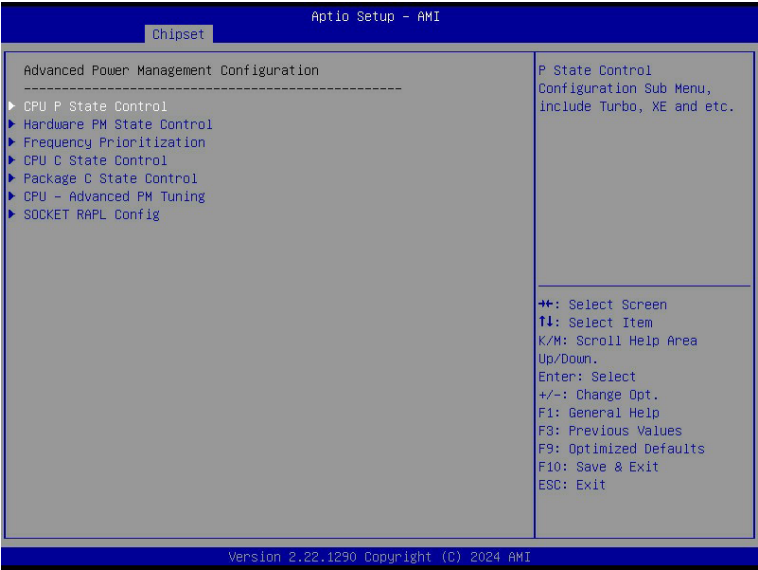 Aptio Setup – AMI
Chipset
Advanced Power Management Configuration
--------------------------------------------------
CPU P State Control
Hardware PM State Control
Frequency Prioritization
CPU C State Control
Package C State Control
CPU – Advanced PM Tuning
SOCKET RAPL Config
P State Control
Configuration Sub Menu,
include Turbo, XE and etc.
→←: Select Screen
↑↓: Select Item
K/M: Scroll Help Area
Up/Down.
Enter: Select
+/-: Change Opt.
F1: General Help
F3: Previous Values
F9: Optimized Defaults
F10: Save & Exit
ESC: Exit
Version 2.22.1290 Copyright (C) 2024 AMI